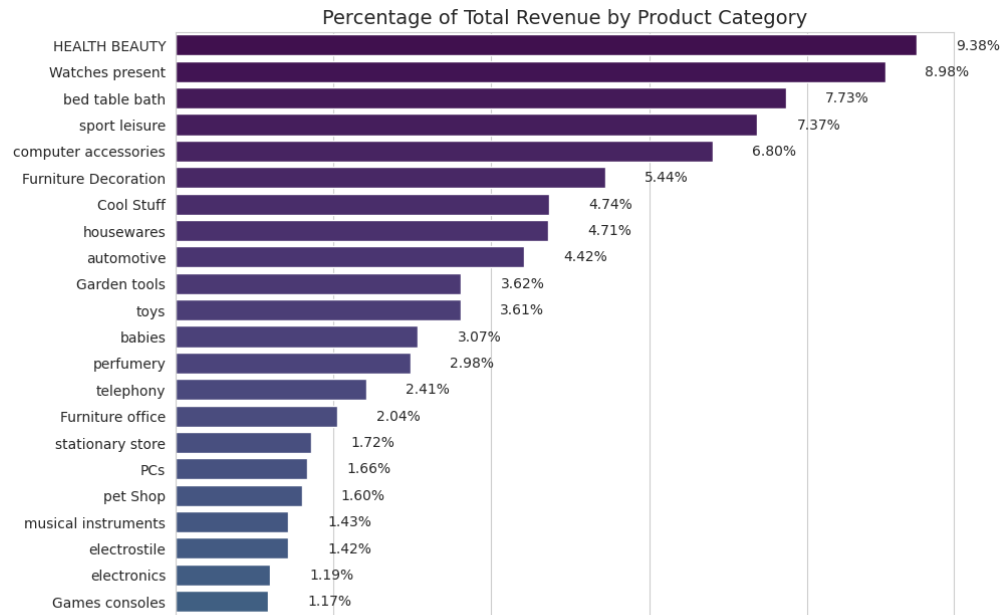 Percentage of Total Revenue by Product Category
HEALTH BEAUTY 9.38%
Watches present 8.98%
bed table bath 7.73%
sport leisure 7.37%
computer accessories 6.80%
Furniture Decoration 5.44%
Cool Stuff 4.74%
housewares 4.71%
automotive 4.42%
Garden tools 3.62%
toys 3.61%
babies 3.07%
perfumery 2.98%
telephony 2.41%
Furniture office 2.04%
stationary store 1.72%
PCs 1.66%
pet Shop 1.60%
musical instruments 1.43%
electrostile 1.42%
electronics 1.19%
Games consoles 1.17%